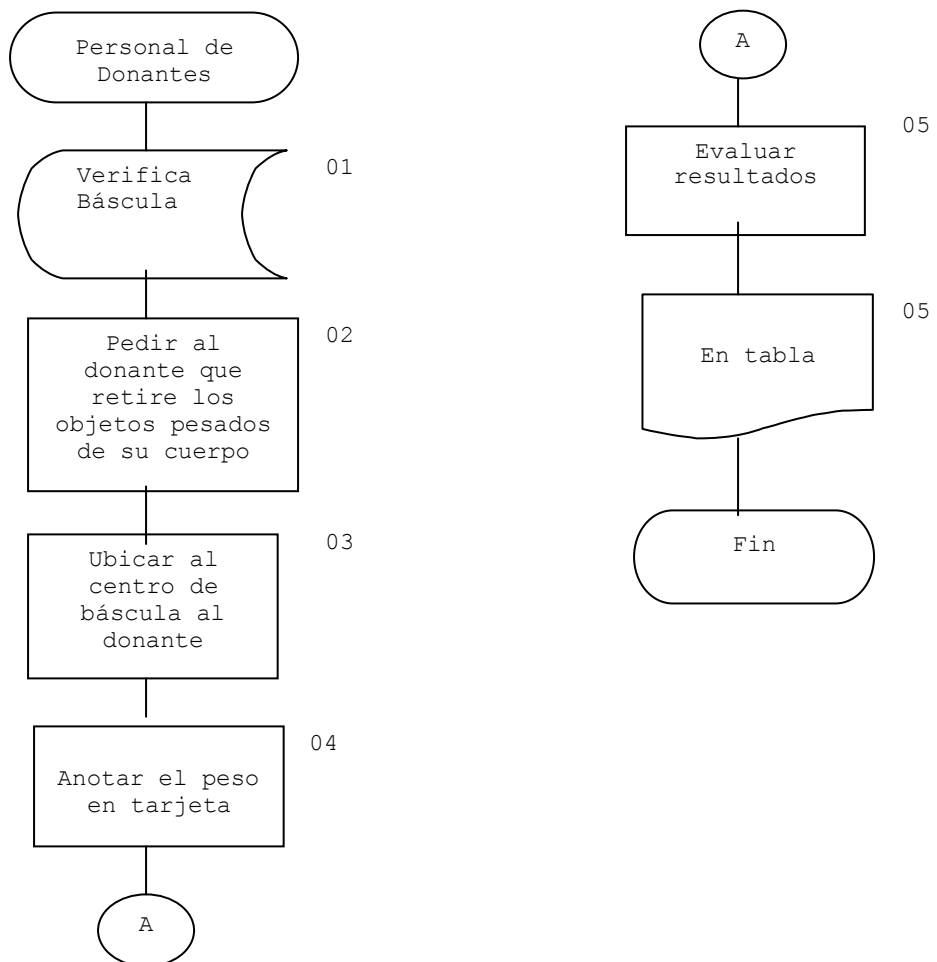 Personal de
Donantes
Verifica
Báscula
01
Pedir al
donante que
retire los
objetos pesados
de su cuerpo
02
Ubicar al
centro de
báscula al
donante
03
Anotar el peso
en tarjeta
04
A
A
Evaluar
resultados
05
En tabla
05
Fin